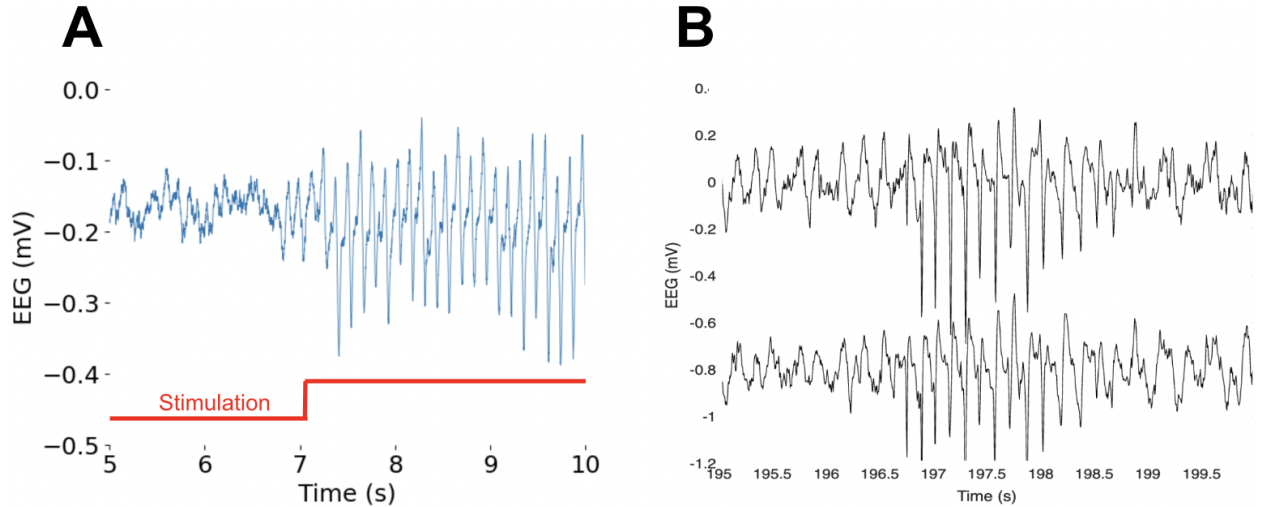 A
B
0.0
−0.1
−0.2
−0.3
−0.4
−0.5
EEG (mV)
Stimulation
5 6 7 8 9 10
Time (s)
0.
0.2
0
-0.2
-0.4
-0.6
-0.8
-1
-1.2
EEG (mV)
195 195.5 196 196.5 197 197.5 198 198.5 199 199.5
Time (s)